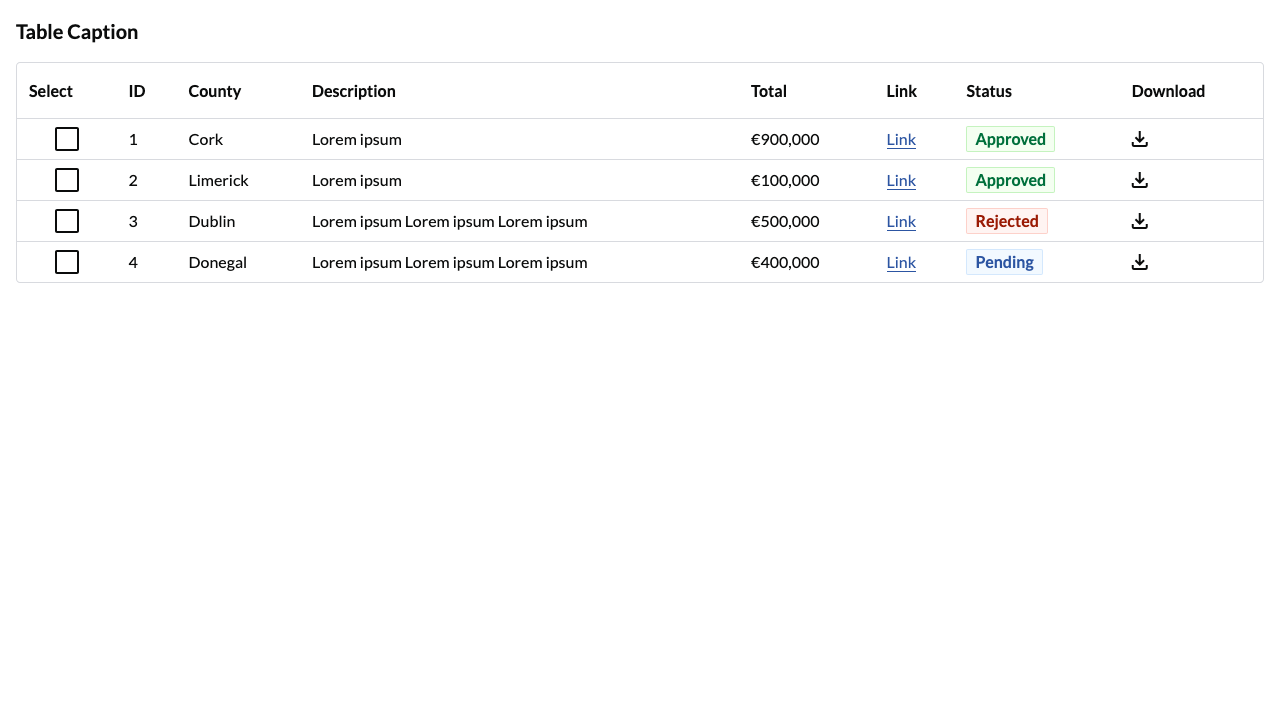 Table Caption
Select ID County Description Total Link Status Download
1 Cork Lorem ipsum €900,000 Link Approved
2 Limerick Lorem ipsum €100,000 Link Approved
3 Dublin Lorem ipsum Lorem ipsum Lorem ipsum €500,000 Link Rejected
4 Donegal Lorem ipsum Lorem ipsum Lorem ipsum €400,000 Link Pending